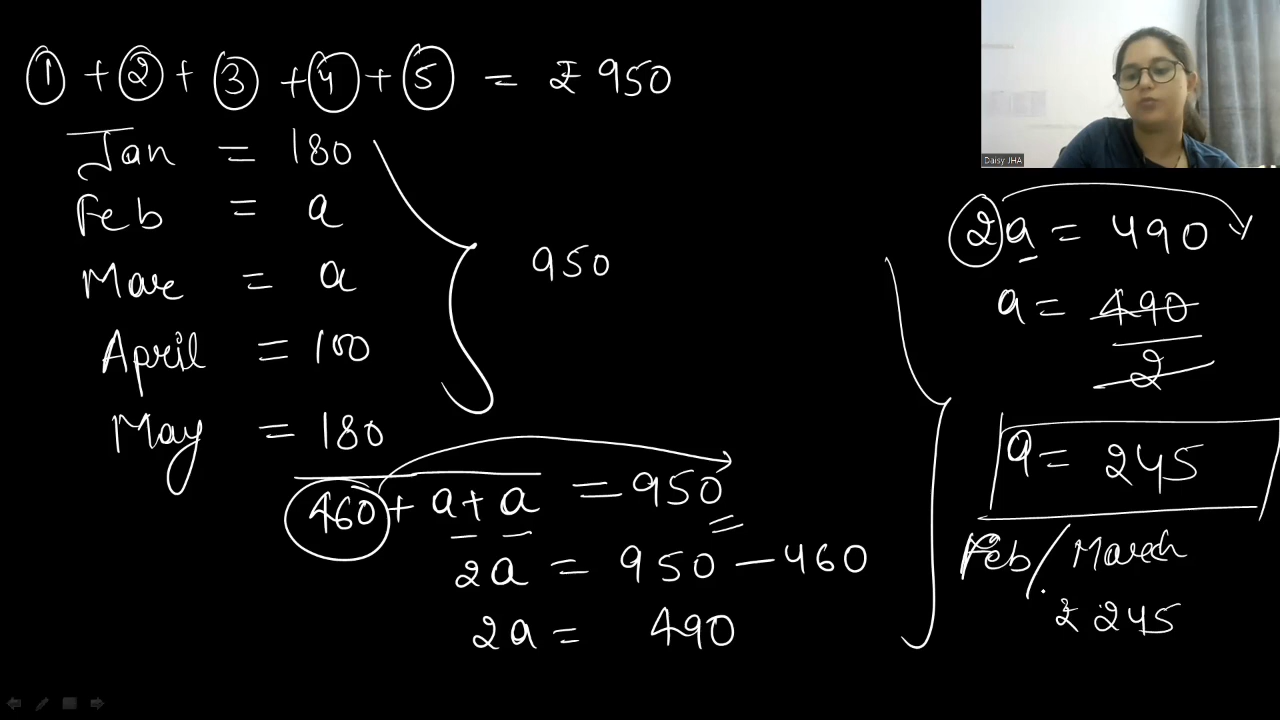 1 + 2 + 3 + 4 + 5 = ₹ 950
Jan = 180
Feb = a
Mar = a
April = 100
May = 180
950
460 + a + a = 950
2a = 950 - 460
2a = 490
Daisy JHA
2a = 490
a = 490
2
a = 245
Feb / March
₹ 245